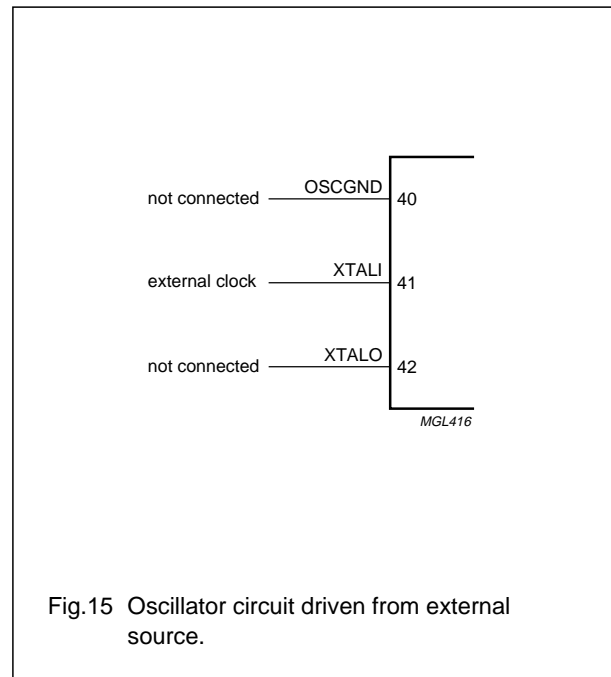 not connected OSCGND 40
external clock XTALI 41
not connected XTALO 42
MGL416
Fig.15 Oscillator circuit driven from external
source.